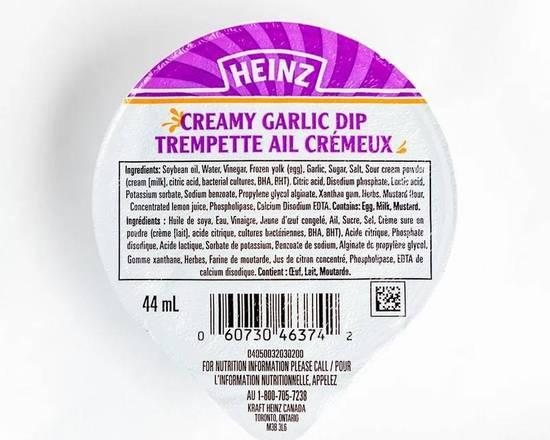 HEINZ
CREAMY GARLIC DIP
TREMPETTE AIL CRÉMEUX
Ingredients: Soybean oil, Water, Vinegar, Frozen yolk (egg), Garlic, Sugar, Salt, Sour cream powder
(cream [milk], citric acid, bacterial cultures, BHA, BHT), Citric acid, Disodium phosphate, Lactic acid,
Potassium sorbate, Sodium benzoate, Propylene glycol alginate, Xanthan gum, Herbs, Mustard flour,
Concentrated lemon juice, Phospholipase, Calcium Disodium EDTA. Contains: Egg, Milk, Mustard.
Ingrédients : Huile de soya, Eau, Vinaigre, Jaune d'œuf congelé, Ail, Sucre, Sel, Crème sure en
poudre (crème [lait], acide citrique, cultures bactériennes, BHA, BHT), Acide citrique, Phosphate
disodique, Acide lactique, Sorbate de potassium, Benzoate de sodium, Alginate de propylène glycol,
Gomme xanthane, Herbes, Farine de moutarde, Jus de citron concentré, Phospholipase, EDTA de
calcium disodique. Contient : Œuf, Lait, Moutarde.
44 mL
0 60730 46374 2
04050032030200
FOR NUTRITION INFORMATION PLEASE CALL / POUR
L'INFORMATION NUTRITIONNELLE, APPELEZ
AU 1-800-705-7238
KRAFT HEINZ CANADA
TORONTO, ONTARIO
M3B 3L6